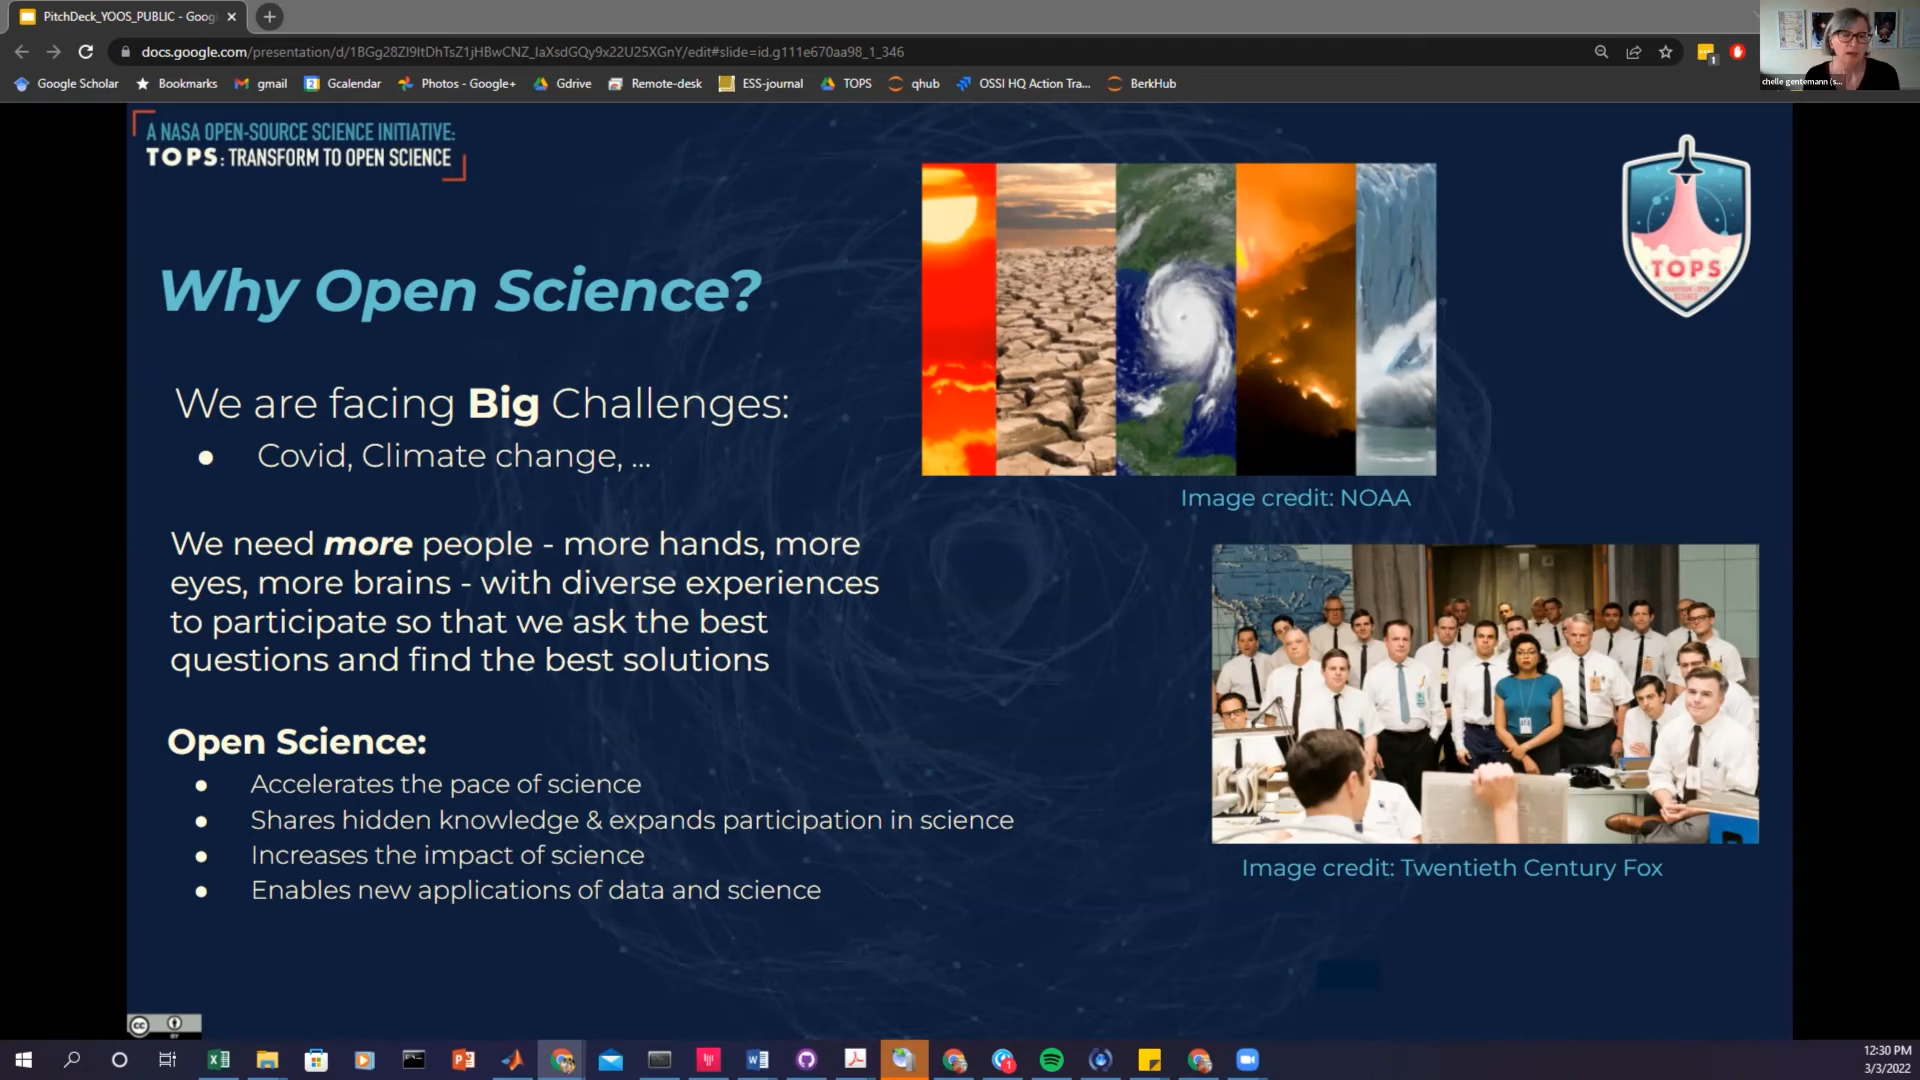 PitchDeck_YOOS_PUBLIC - Goog
docs.google.com/presentation/d/1BGg28ZI9ItDhTsZ1jHBwCNZ_IaXsdGQy9x22U25XGnY/edit#slide=id.g111e670aa98_1_346
1
chelle gentemann (s...
Google Scholar
Bookmarks
gmail
Gcalendar
Photos - Google+
Gdrive
Remote-desk
ESS-journal
TOPS
qhub
OSSI HQ Action Tra...
BerkHub
A NASA OPEN-SOURCE SCIENCE INITIATIVE:
TOPS: TRANSFORM TO OPEN SCIENCE
TOPS
Why Open Science?
We are facing Big Challenges:
● Covid, Climate change, ...
Image credit: NOAA
We need more people - more hands, more
eyes, more brains - with diverse experiences
to participate so that we ask the best
questions and find the best solutions
Open Science:
● Accelerates the pace of science
● Shares hidden knowledge & expands participation in science
● Increases the impact of science
● Enables new applications of data and science
Image credit: Twentieth Century Fox
cc
BY
12:30 PM
3/3/2022